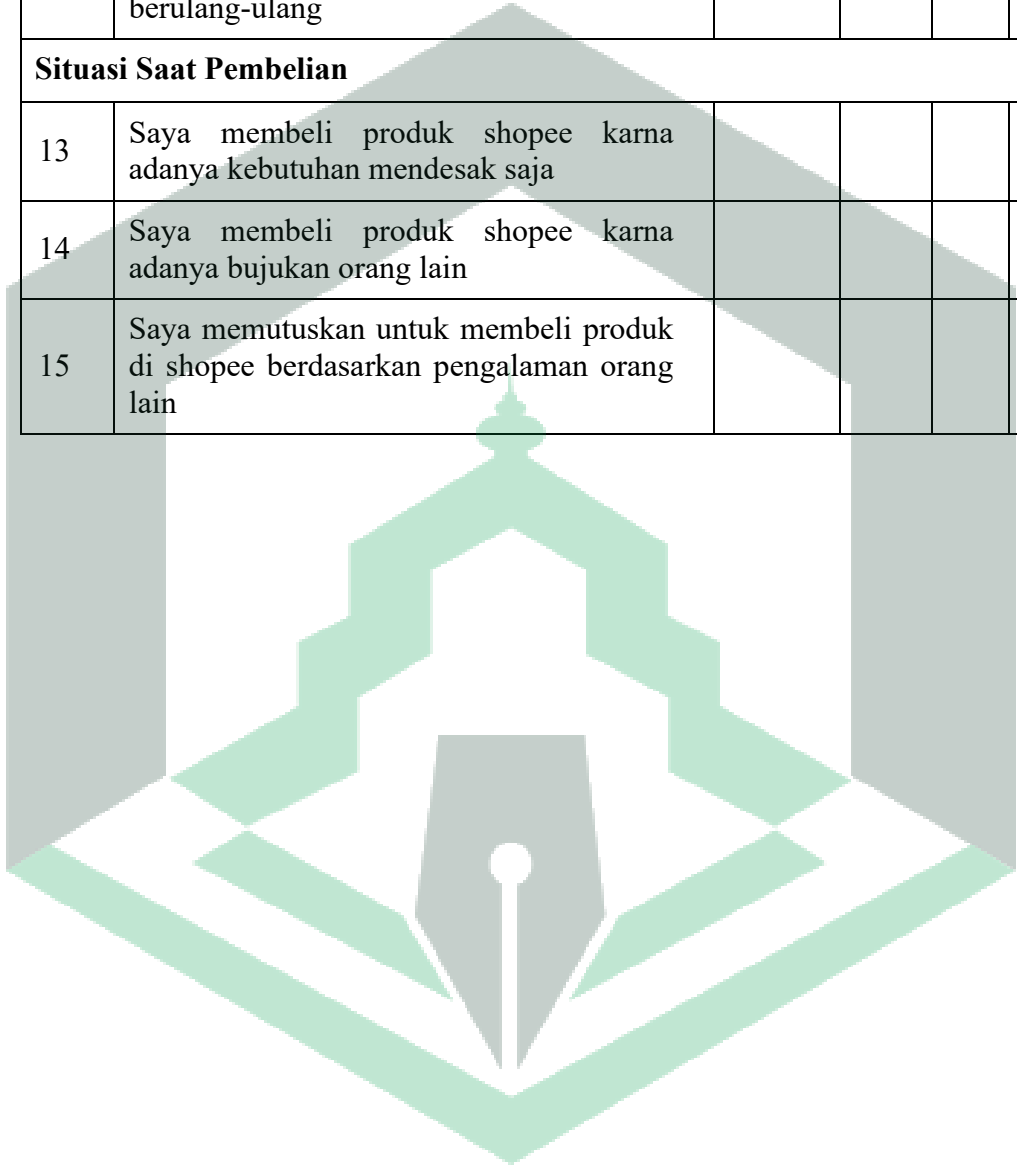 berulang-ulang
Situasi Saat Pembelian
13 Saya membeli produk shopee karna
adanya kebutuhan mendesak saja
14 Saya membeli produk shopee karna
adanya bujukan orang lain
15 Saya memutuskan untuk membeli produk
di shopee berdasarkan pengalaman orang
lain